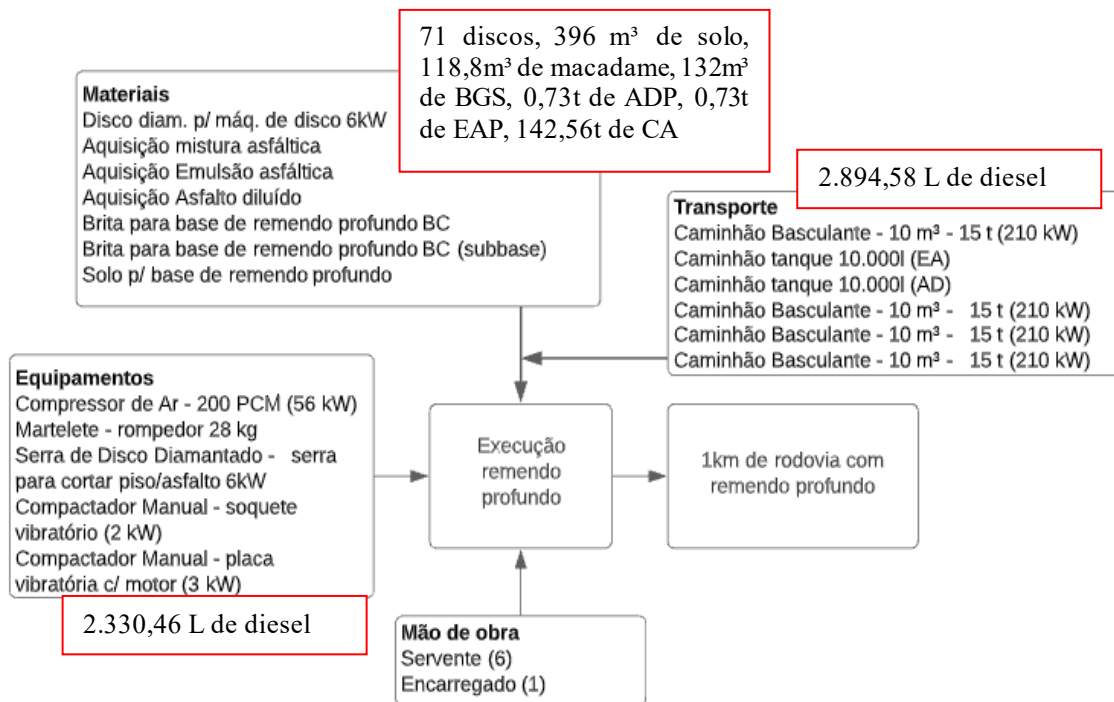 71 discos, 396 m³ de solo,
118,8m³ de macadame, 132m³
de BGS, 0,73t de ADP, 0,73t
de EAP, 142,56t de CA
Materiais
Disco diam. p/ máq. de disco 6kW
Aquisição mistura asfáltica
Aquisição Emulsão asfáltica
Aquisição Asfalto diluído
Brita para base de remendo profundo BC
Brita para base de remendo profundo BC (subbase)
Solo p/ base de remendo profundo
2.894,58 L de diesel
Transporte
Caminhão Basculante - 10 m³ - 15 t (210 kW)
Caminhão tanque 10.000l (EA)
Caminhão tanque 10.000l (AD)
Caminhão Basculante - 10 m³ - 15 t (210 kW)
Caminhão Basculante - 10 m³ - 15 t (210 kW)
Caminhão Basculante - 10 m³ - 15 t (210 kW)
Equipamentos
Compressor de Ar - 200 PCM (56 kW)
Martelete - rompedor 28 kg
Serra de Disco Diamantado - serra
para cortar piso/asfalto 6kW
Compactador Manual - soquete
vibratório (2 kW)
Compactador Manual - placa
vibratória c/ motor (3 kW)
2.330,46 L de diesel
Execução
remendo
profundo
1km de rodovia com
remendo profundo
Mão de obra
Servente (6)
Encarregado (1)